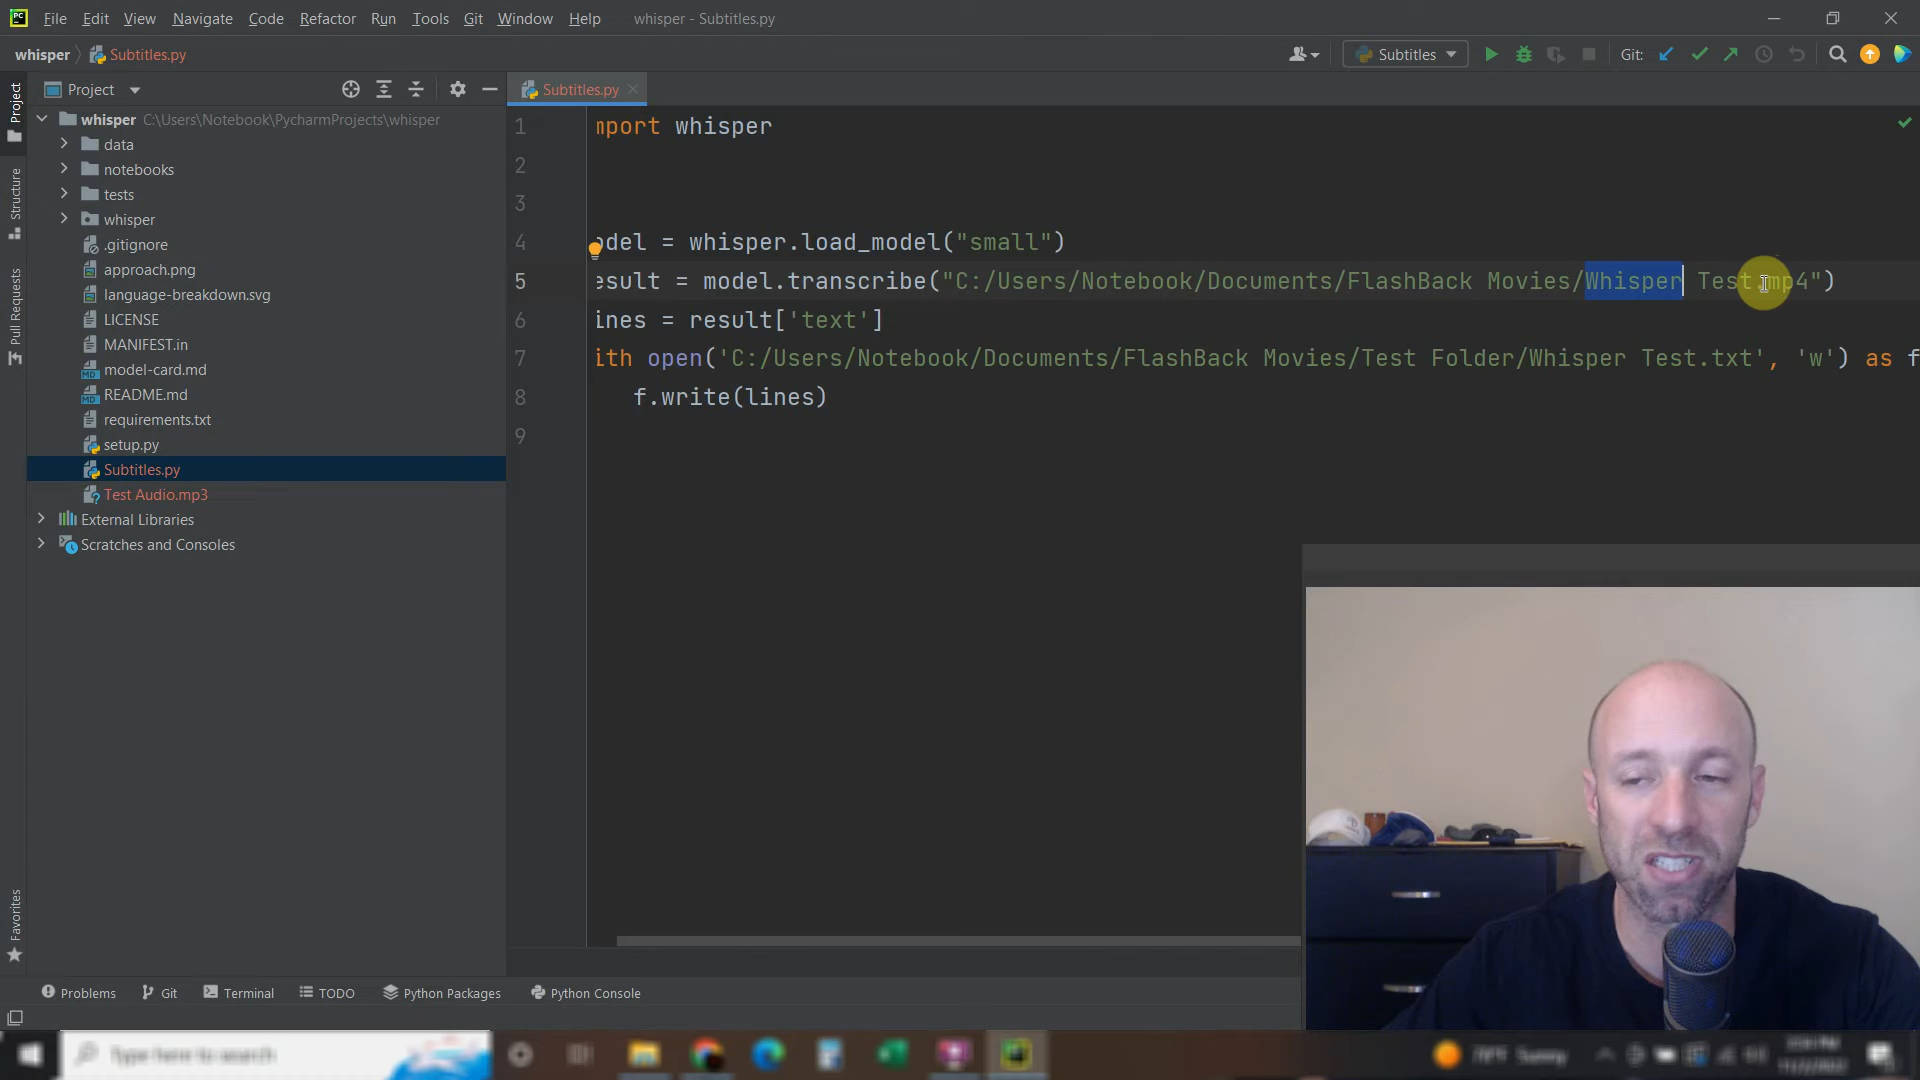 File Edit View Navigate Code Refactor Run Tools Git Window Help whisper - Subtitles.py
whisper Subtitles.py Subtitles Git:
Project
Subtitles.py
whisper C:\Users\Notebook\PycharmProjects\whisper
data
notebooks
tests
whisper
.gitignore
approach.png
language-breakdown.svg
LICENSE
MANIFEST.in
model-card.md
README.md
requirements.txt
setup.py
Subtitles.py
Test Audio.mp3
External Libraries
Scratches and Consoles
Project
Structure
Pull Requests
Favorites
1 mport whisper
2
3
4 odel = whisper.load_model("small")
5 esult = model.transcribe("C:/Users/Notebook/Documents/FlashBack Movies/Whisper Test.mp4")
6 ines = result['text']
7 ith open('C:/Users/Notebook/Documents/FlashBack Movies/Test Folder/Whisper Test.txt', 'w') as f
8 f.write(lines)
9
Problems Git Terminal TODO Python Packages Python Console
Type here to search
Sunny